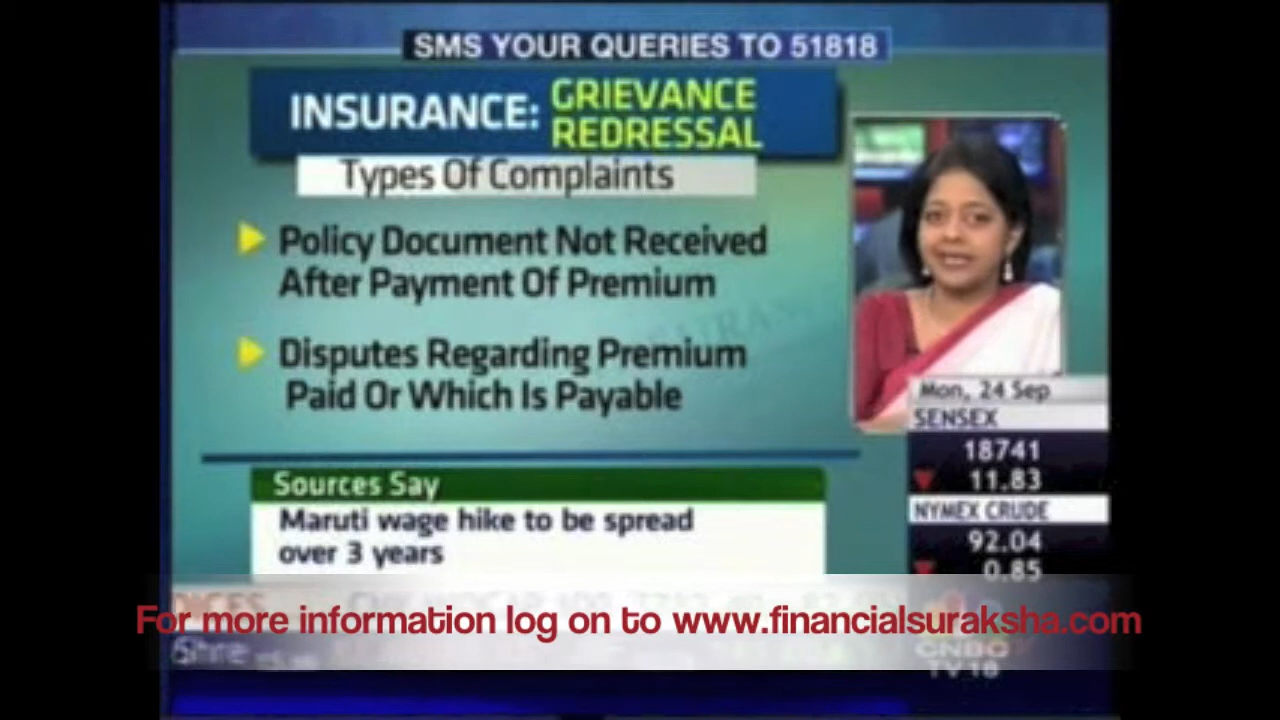 SMS YOUR QUERIES TO 51818
INSURANCE: GRIEVANCE
REDRESSAL
Types Of Complaints
Policy Document Not Received
After Payment Of Premium
Disputes Regarding Premium
Paid Or Which Is Payable
Mon, 24 Sep
SENSEX
18741
11.83
NYMEX CRUDE
92.04
0.85
Sources Say
Maruti wage hike to be spread
over 3 years
For more information log on to www.financialsuraksha.com
CNBC
TV18